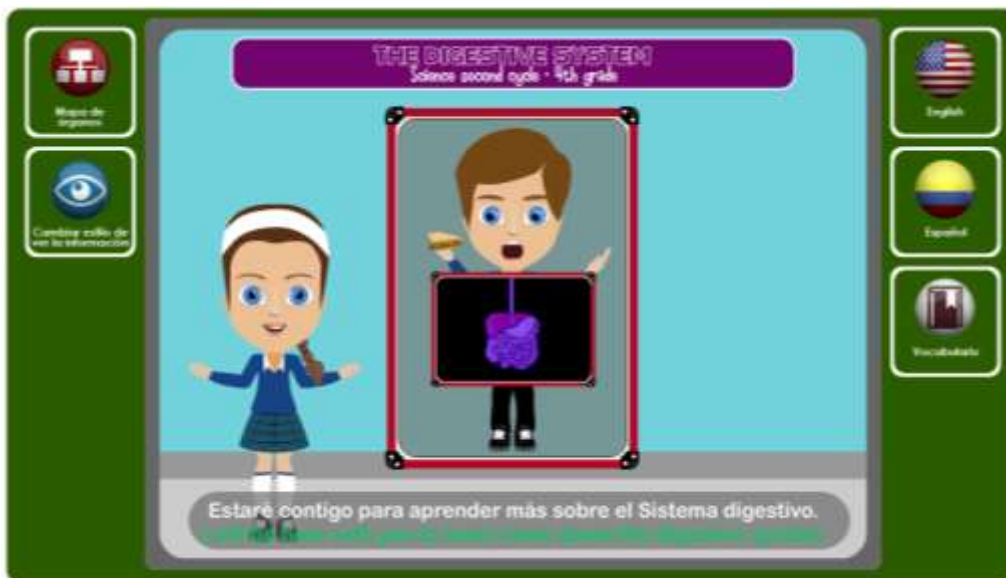 THE DIGESTIVE SYSTEM
Science second cycle - 4th grade
Mapa de
órganos
Cambiar estilo de
ver la información
English
Español
Vocabulario
Estaré contigo para aprender más sobre el Sistema digestivo.